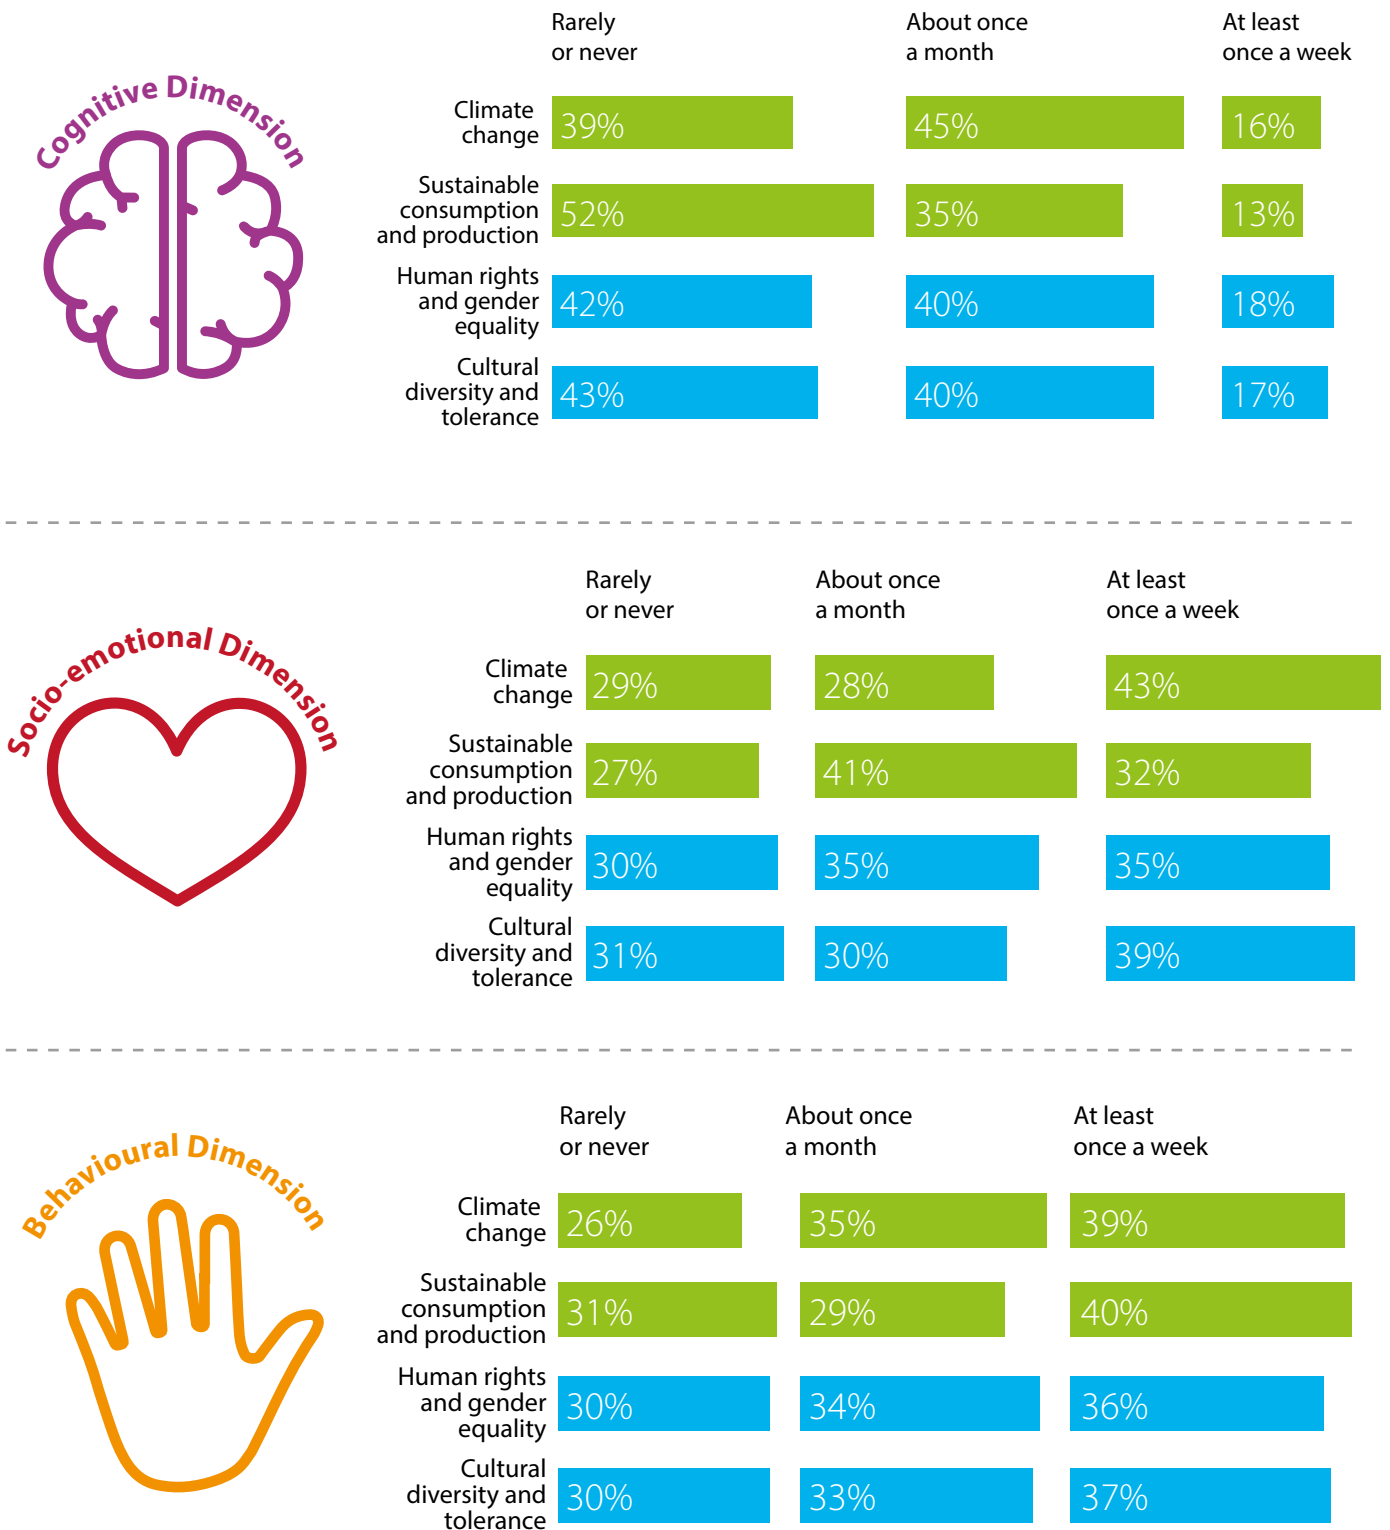 Cognitive Dimension
Rarely
or never
About once
a month
At least
once a week
Climate
change
39%
45%
16%
Sustainable
consumption
and production
52%
35%
13%
Human rights
and gender
equality
42%
40%
18%
Cultural
diversity and
tolerance
43%
40%
17%
Socio-emotional Dimension
Rarely
or never
About once
a month
At least
once a week
Climate
change
29%
28%
43%
Sustainable
consumption
and production
27%
41%
32%
Human rights
and gender
equality
30%
35%
35%
Cultural
diversity and
tolerance
31%
30%
39%
Behavioural Dimension
Rarely
or never
About once
a month
At least
once a week
Climate
change
26%
35%
39%
Sustainable
consumption
and production
31%
29%
40%
Human rights
and gender
equality
30%
34%
36%
Cultural
diversity and
tolerance
30%
33%
37%